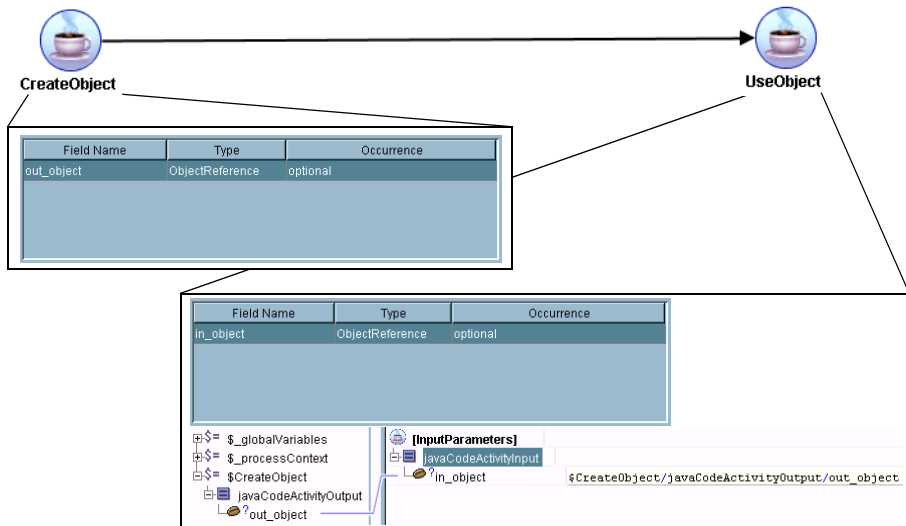 CreateObject
UseObject
Field Name Type Occurrence
out_object ObjectReference optional
Field Name Type Occurrence
in_object ObjectReference optional
$= $_globalVariables
$= $_processContext
$= $CreateObject
javaCodeActivityOutput
?out_object
[InputParameters]
javaCodeActivityInput
?in_object $CreateObject/javaCodeActivityOutput/out_object